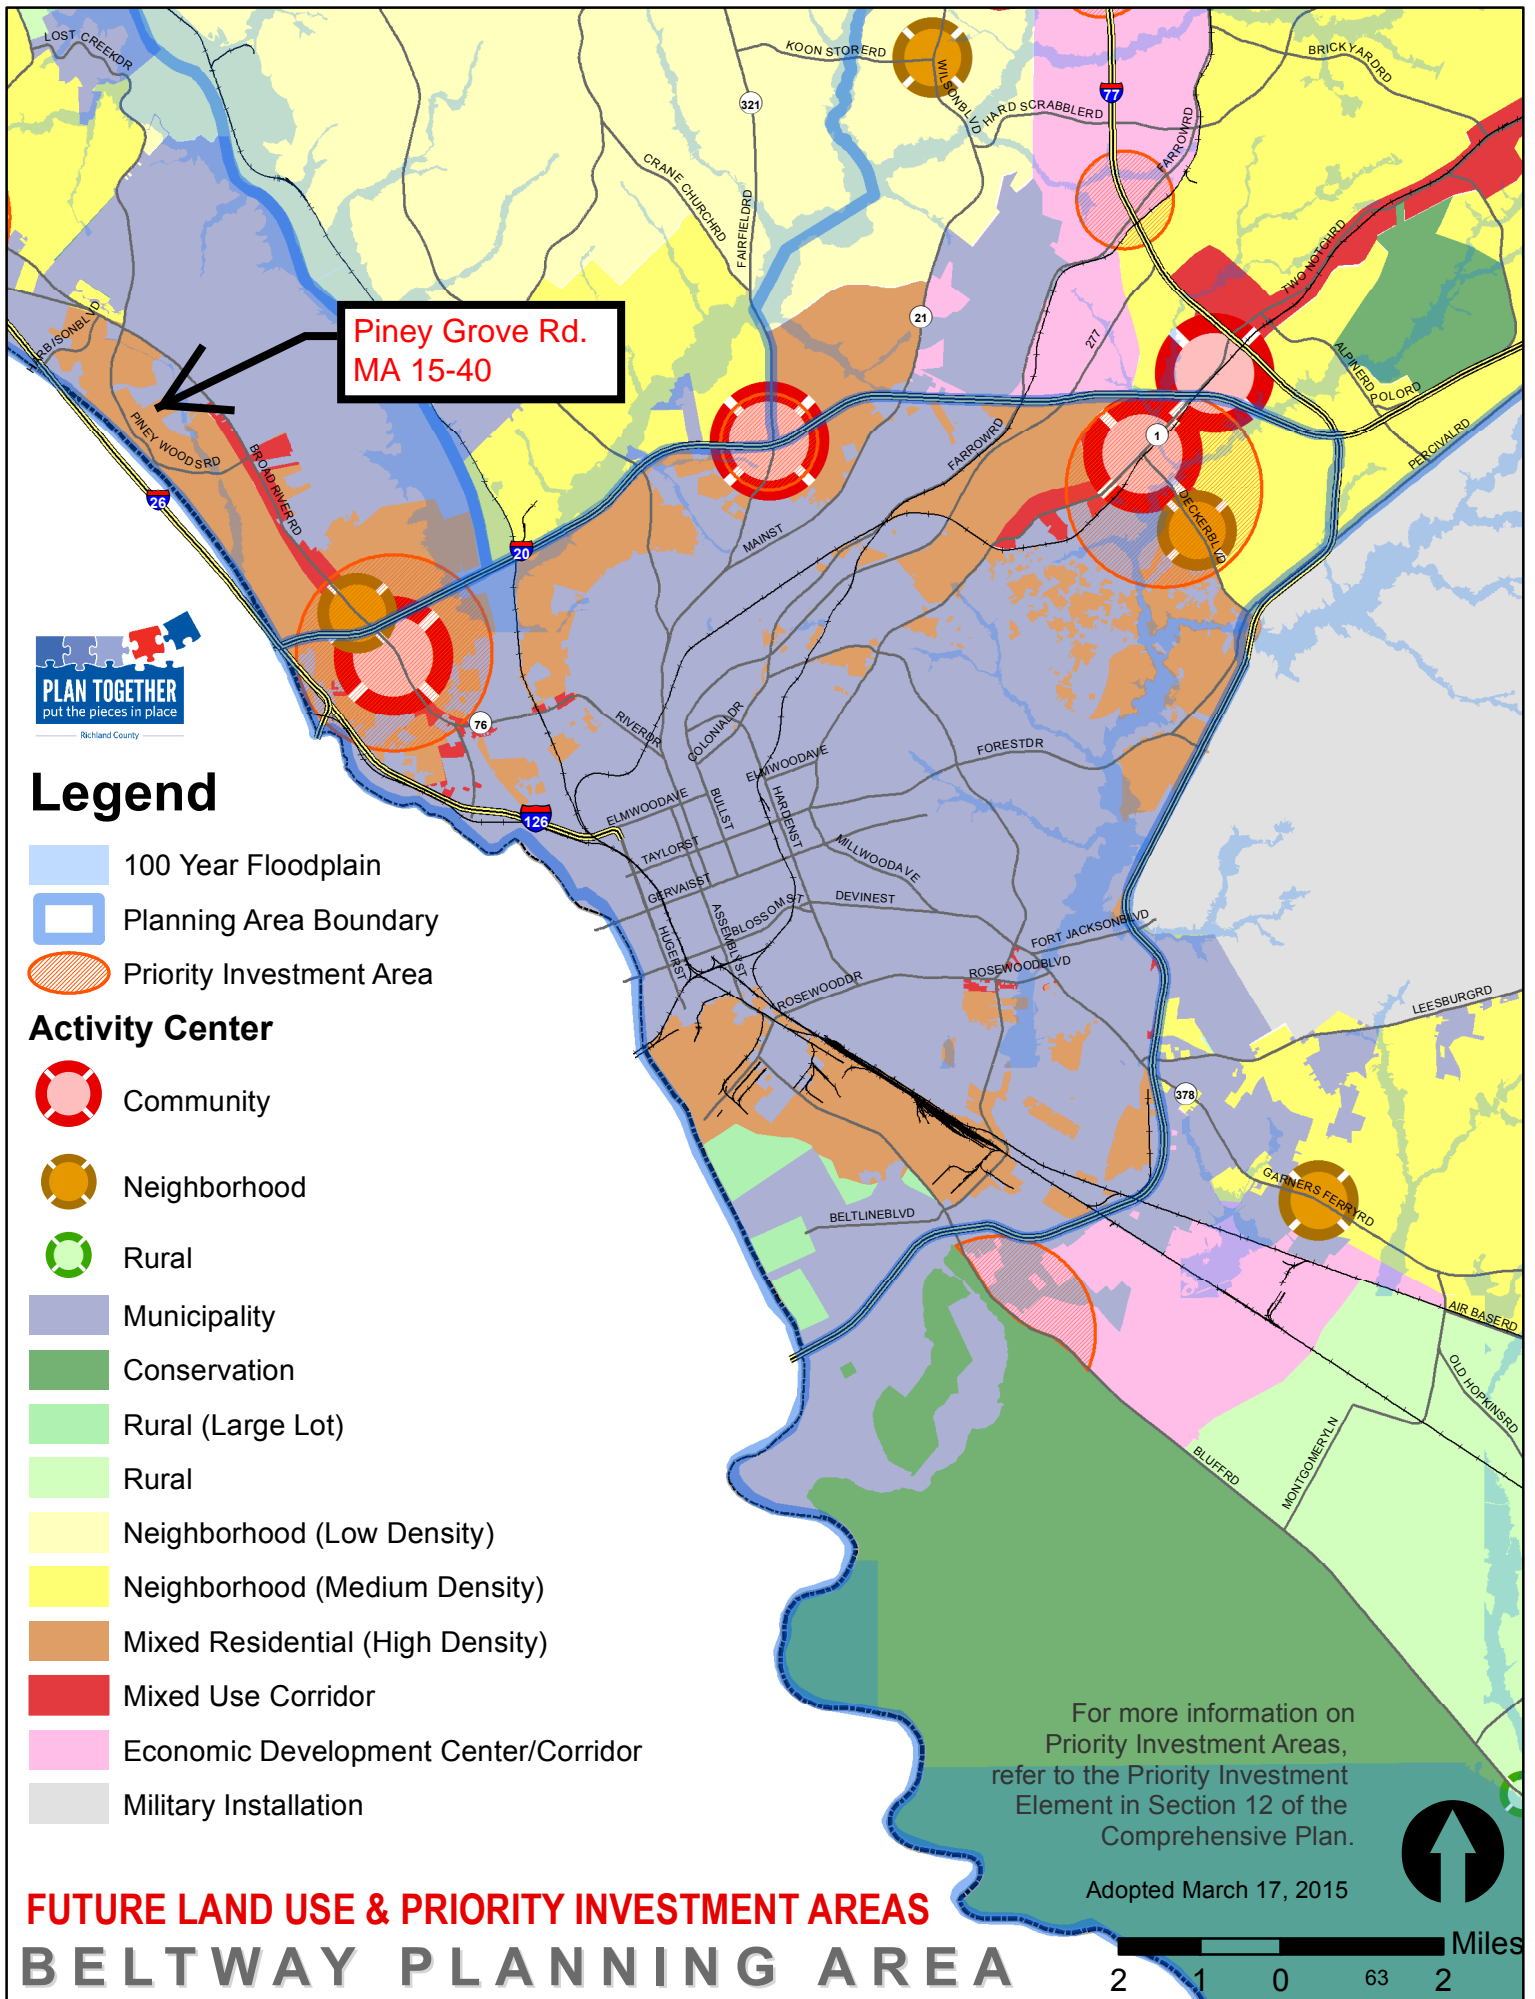 LOST CREEKDR
KOON STORERD
BRICKYARDRD
WILSONBLVD
77
321
HARD SCRABBLERD
FARROWRD
CRANE CHURCHRD
FAIRFIELDRD
TWO NOTCHRD
HARBISONBLVD
Piney Grove Rd.
MA 15-40
21
277
ALPINERD
POLORD
PINEY WOODSRD
BROAD RIVERRD
FARROWRD
1
PERCIVALRD
26
20
MAINST
DECKERBLVD
PLAN TOGETHER
put the pieces in place
Richland County
76
RIVERDR
COLONIALDR
ELMWOODAVE
FORESTDR
Legend
126
ELMWOODAVE
BULLST
HARDENST
TAYLORST
MILLWOODAVE
GERVAISST
DEVINEST
BLOSSOMST
ASSEMBLYST
HUGERST
FORT JACKSONBLVD
ROSEWOODBLVD
ROSEWOODDR
LEESBURGRD
378
GARNERS FERRYRD
BELTLINEBLVD
AIR BASERD
OLD HOPKINSRD
MONTGOMERYLN
BLUFFRD
100 Year Floodplain
Planning Area Boundary
Priority Investment Area
Activity Center
Community
Neighborhood
Rural
Municipality
Conservation
Rural (Large Lot)
Rural
Neighborhood (Low Density)
Neighborhood (Medium Density)
Mixed Residential (High Density)
Mixed Use Corridor
Economic Development Center/Corridor
Military Installation
For more information on
Priority Investment Areas,
refer to the Priority Investment
Element in Section 12 of the
Comprehensive Plan.
Adopted March 17, 2015
FUTURE LAND USE & PRIORITY INVESTMENT AREAS
BELTWAY PLANNING AREA
Miles
2 1 0 63 2